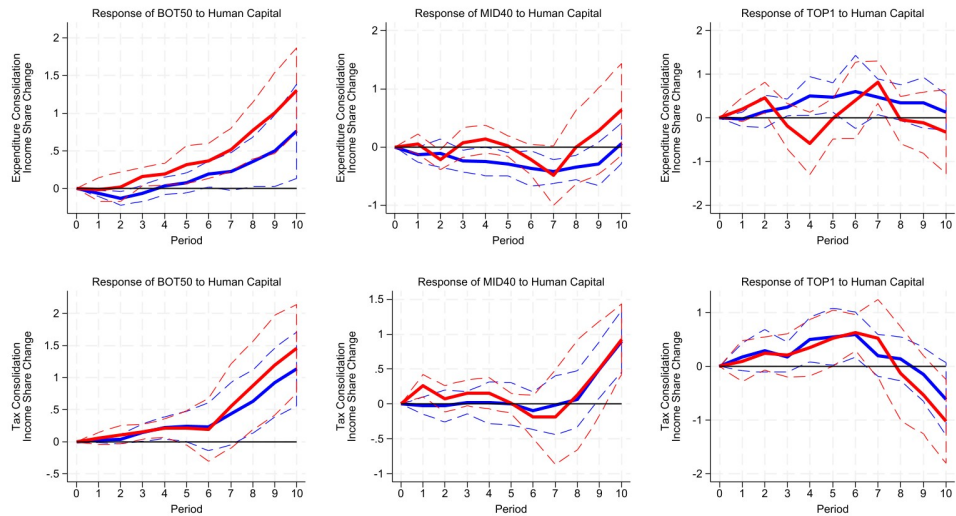 Response of BOT50 to Human Capital
Expenditure Consolidation
Income Share Change
2
1.5
1
.5
0
0 1 2 3 4 5 6 7 8 9 10
Period
Response of MID40 to Human Capital
Expenditure Consolidation
Income Share Change
2
1
0
-1
0 1 2 3 4 5 6 7 8 9 10
Period
Response of TOP1 to Human Capital
Expenditure Consolidation
Income Share Change
2
1
0
-1
-2
0 1 2 3 4 5 6 7 8 9 10
Period
Response of BOT50 to Human Capital
Tax Consolidation
Income Share Change
2
1.5
1
.5
0
-.5
0 1 2 3 4 5 6 7 8 9 10
Period
Response of MID40 to Human Capital
Tax Consolidation
Income Share Change
1.5
1
.5
0
-.5
-1
0 1 2 3 4 5 6 7 8 9 10
Period
Response of TOP1 to Human Capital
Tax Consolidation
Income Share Change
1
0
-1
-2
0 1 2 3 4 5 6 7 8 9 10
Period